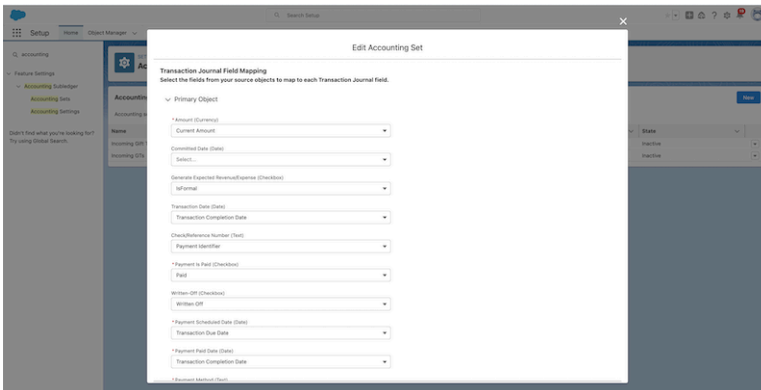 Search Setup
Setup
Home
Object Manager
accounting
Feature Settings
Accounting Subledger
Accounting Sets
Accounting Settings
Didn't find what you're looking for?
Try using Global Search.
New
Name
State
Inactive
Inactive
Edit Accounting Set
Transaction Journal Field Mapping
Select the fields from your source objects to map to each Transaction Journal field.
Primary Object
* Amount (Currency)
Current Amount
Committed Date (Date)
Select...
Generate Expected Revenue/Expense (Checkbox)
IsFormal
Transaction Date (Date)
Transaction Completion Date
Check/Reference Number (Text)
Payment Identifier
* Payment Is Paid (Checkbox)
Paid
Written-Off (Checkbox)
Written Off
* Payment Scheduled Date (Date)
Transaction Due Date
* Payment Paid Date (Date)
Transaction Completion Date
* Payment Method (Text)